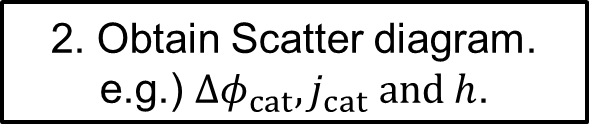 2. Obtain Scatter diagram.
e.g.) Δ𝜙cat, 𝑗cat and ℎ.